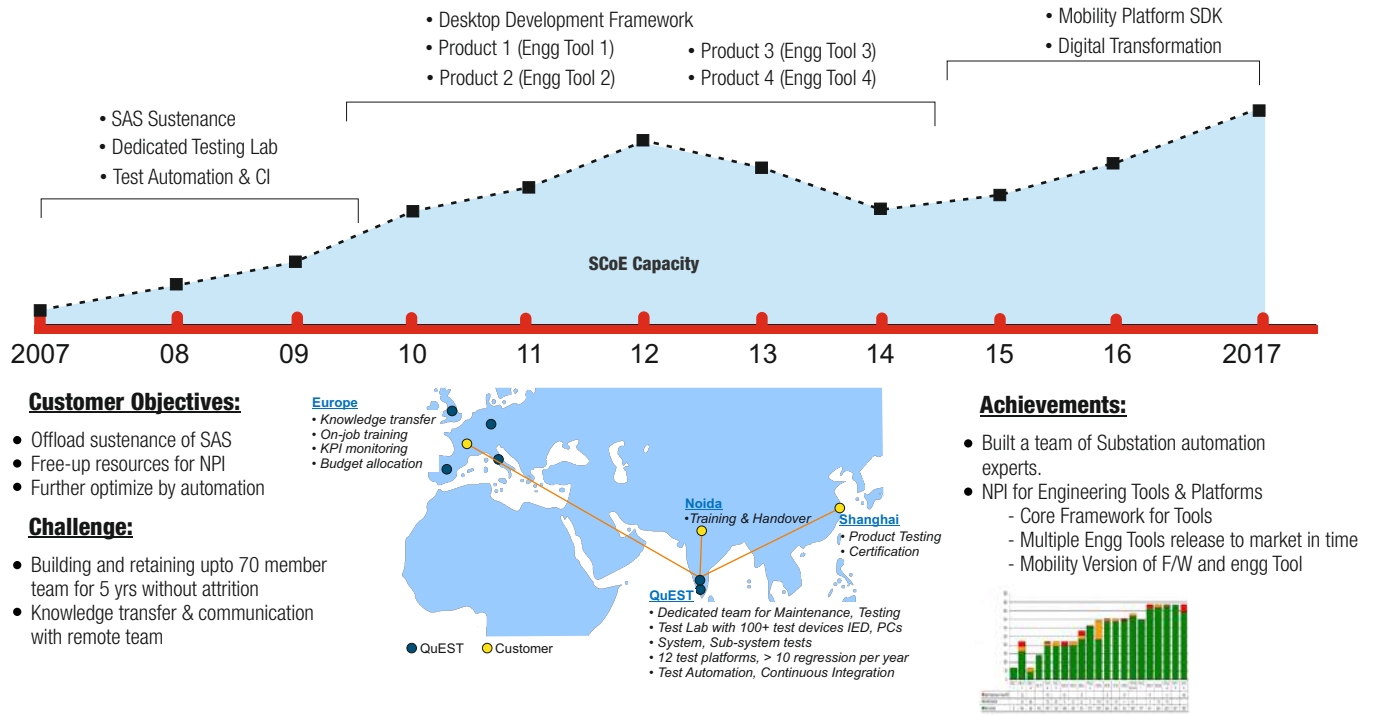 • Desktop Development Framework
• Product 1 (Engg Tool 1)
• Product 2 (Engg Tool 2)
• Product 3 (Engg Tool 3)
• Product 4 (Engg Tool 4)
• Mobility Platform SDK
• Digital Transformation
• SAS Sustenance
• Dedicated Testing Lab
• Test Automation & CI
SCoE Capacity
2007 08 09 10 11 12 13 14 15 16 2017
Customer Objectives:
• Offload sustenance of SAS
• Free-up resources for NPI
• Further optimize by automation
Challenge:
• Building and retaining upto 70 member
team for 5 yrs without attrition
• Knowledge transfer & communication
with remote team
Europe
• Knowledge transfer
• On-job training
• KPI monitoring
• Budget allocation
Noida
•Training & Handover
Shanghai
• Product Testing
• Certification
QuEST
• Dedicated team for Maintenance, Testing
• Test Lab with 100+ test devices IED, PCs
• System, Sub-system tests
• 12 test platforms, > 10 regression per year
• Test Automation, Continuous Integration
QuEST
Customer
Achievements:
• Built a team of Substation automation
experts.
• NPI for Engineering Tools & Platforms
- Core Framework for Tools
- Multiple Engg Tools release to market in time
- Mobility Version of F/W and engg Tool